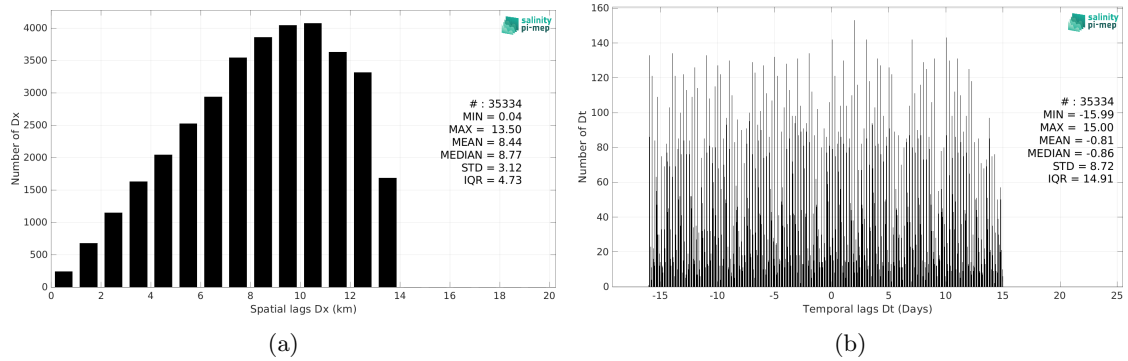 4000
3500
3000
2500
2000
1500
1000
500
0
Number of Dx
salinity
pi-mep
# : 35334
MIN = 0.04
MAX = 13.50
MEAN = 8.44
MEDIAN = 8.77
STD = 3.12
IQR = 4.73
0 2 4 6 8 10 12 14 16 18 20
Spatial lags Dx (km)
(a)
160
140
120
100
80
60
40
20
0
Number of Dt
salinity
pi-mep
# : 35334
MIN = -15.99
MAX = 15.00
MEAN = -0.81
MEDIAN = -0.86
STD = 8.72
IQR = 14.91
-15 -10 -5 0 5 10 15 20 25
Temporal lags Dt (Days)
(b)